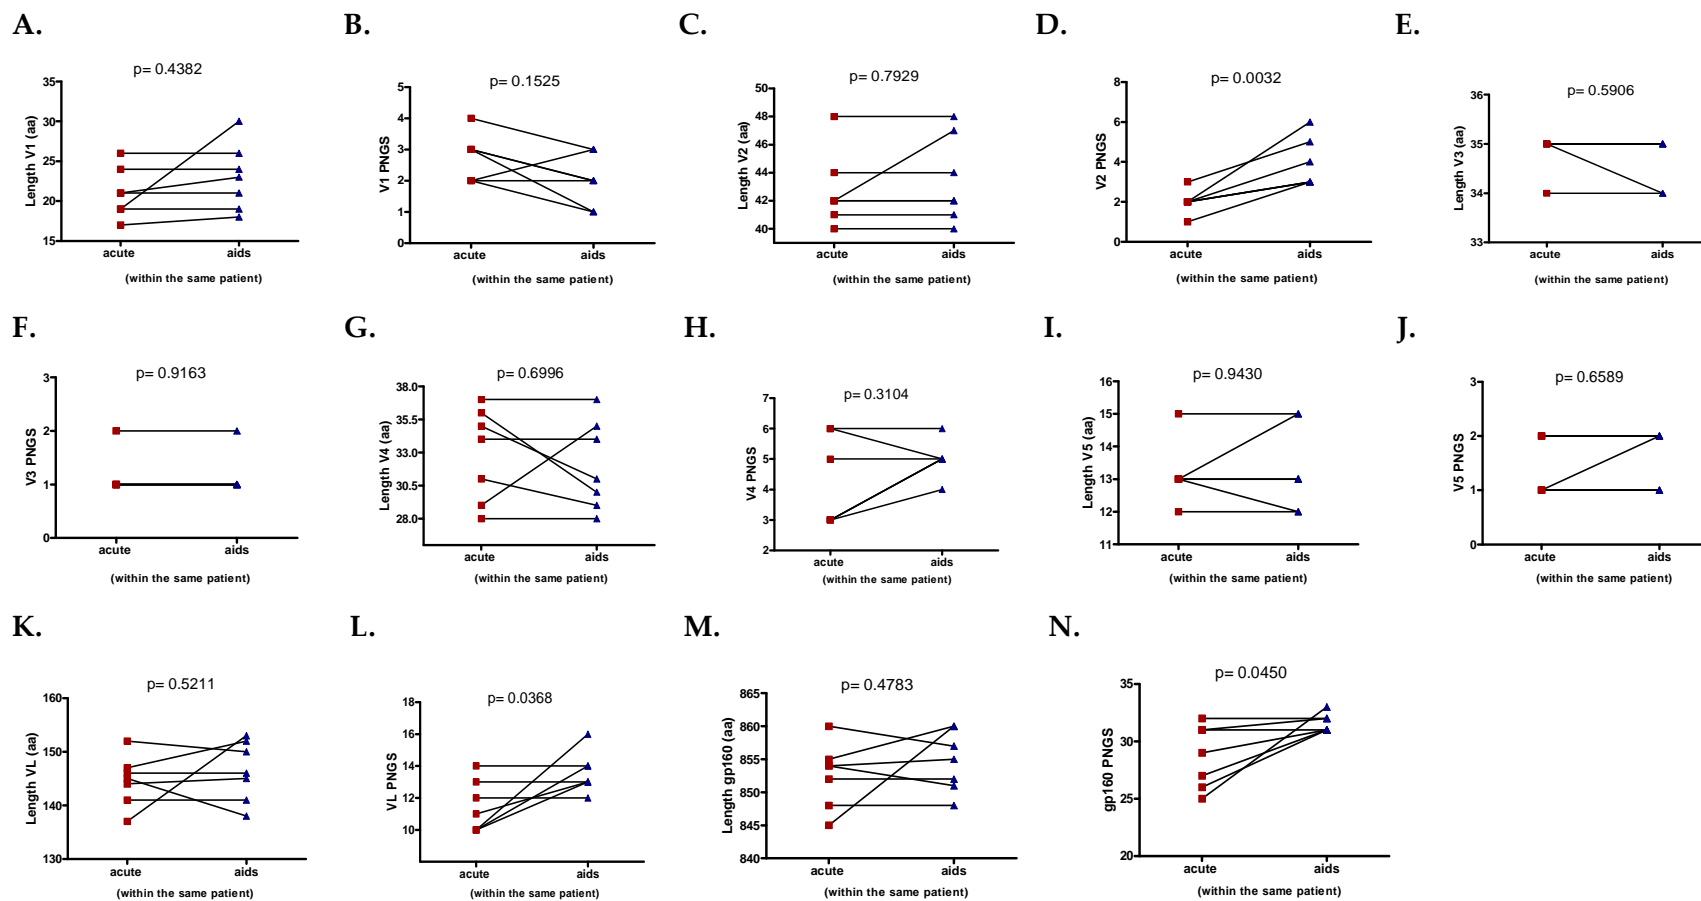 A.
p= 0.4382
Length V1 (aa)
35
30
25
20
15
acute aids
(within the same patient)
B.
p= 0.1525
V1 PNGS
5
4
3
2
1
0
acute aids
(within the same patient)
C.
p= 0.7929
Length V2 (aa)
50
48
46
44
42
40
acute aids
(within the same patient)
D.
p= 0.0032
V2 PNGS
8
6
4
2
0
acute aids
(within the same patient)
E.
p= 0.5906
Length V3 (aa)
36
35
34
33
acute aids
(within the same patient)
F.
p= 0.9163
V3 PNGS
3
2
1
0
acute aids
(within the same patient)
G.
p= 0.6996
Length V4 (aa)
38.0
35.5
33.0
30.5
28.0
acute aids
(within the same patient)
H.
p= 0.3104
V4 PNGS
7
6
5
4
3
2
acute aids
(within the same patient)
I.
p= 0.9430
Length V5 (aa)
16
15
14
13
12
11
acute aids
(within the same patient)
J.
p= 0.6589
V5 PNGS
3
2
1
0
acute aids
(within the same patient)
K.
p= 0.5211
Length VL (aa)
160
150
140
130
acute aids
(within the same patient)
L.
p= 0.0368
VL PNGS
18
16
14
12
10
acute aids
(within the same patient)
M.
p= 0.4783
Length gp160 (aa)
865
860
855
850
845
840
acute aids
(within the same patient)
N.
p= 0.0450
gp160 PNGS
35
30
25
20
acute aids
(within the same patient)